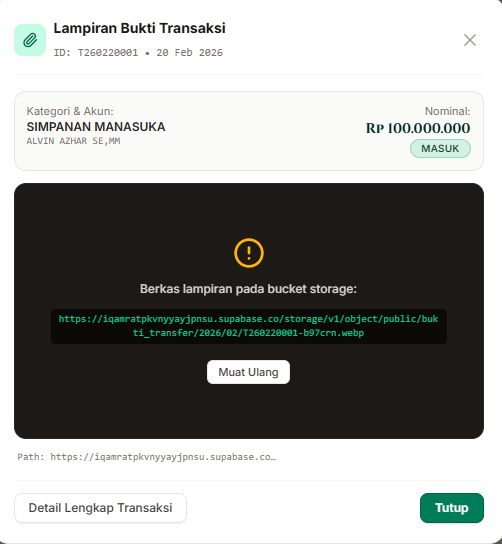 Lampiran Bukti Transaksi
ID: T260220001 • 20 Feb 2026
Kategori & Akun:
SIMPANAN MANASUKA
ALVIN AZHAR SE,MM
Nominal:
Rp 100.000.000
MASUK
Berkas lampiran pada bucket storage:
https://iqamratpkvnyyayjpnsu.supabase.co/storage/v1/object/public/buk
ti_transfer/2026/02/T260220001-b97crn.webp
Muat Ulang
Path: https://iqamratpkvnyyayjpnsu.supabase.co…
Detail Lengkap Transaksi
Tutup